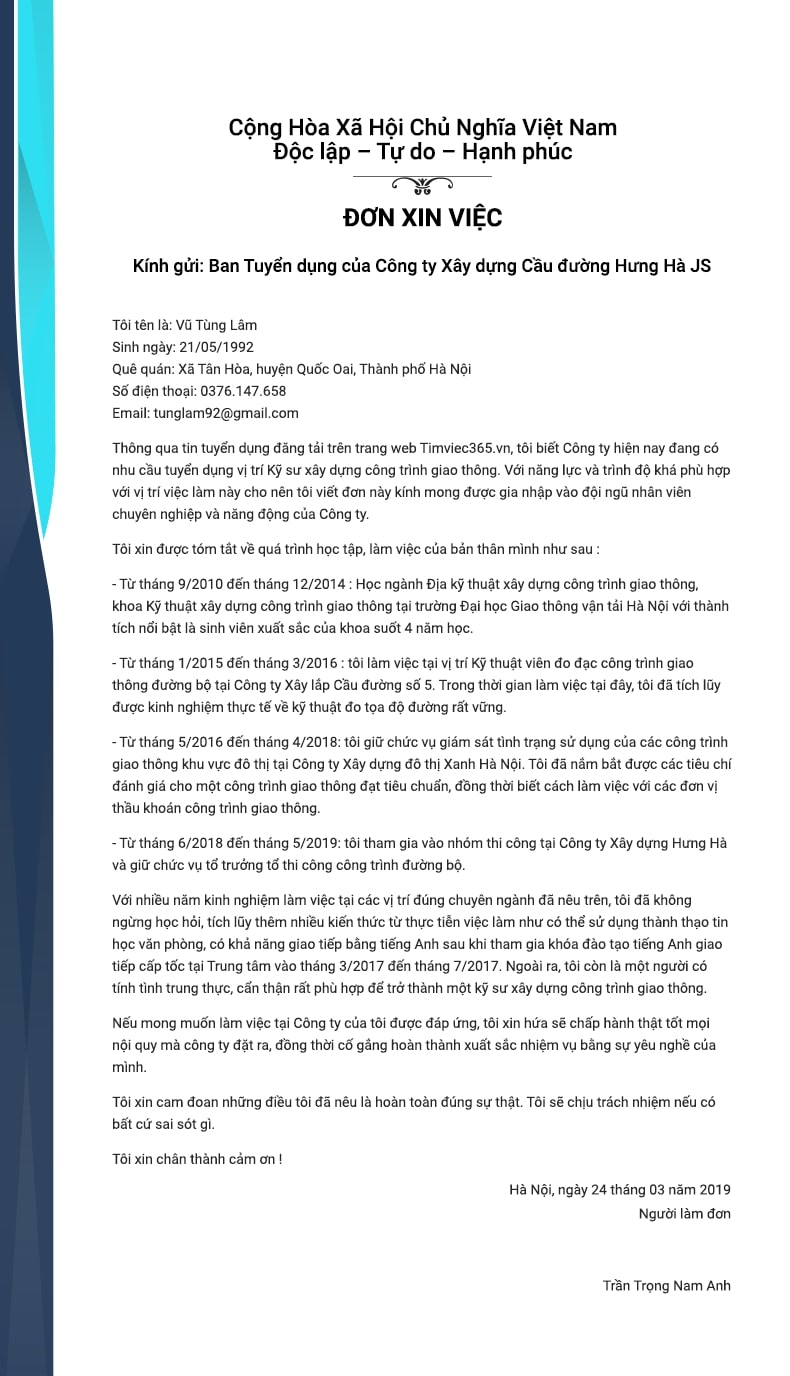 Cộng Hòa Xã Hội Chủ Nghĩa Việt Nam
Độc lập – Tự do – Hạnh phúc
ĐƠN XIN VIỆC
Kính gửi: Ban Tuyển dụng của Công ty Xây dựng Cầu đường Hưng Hà JS
Tôi tên là: Vũ Tùng Lâm
Sinh ngày: 21/05/1992
Quê quán: Xã Tân Hòa, huyện Quốc Oai, Thành phố Hà Nội
Số điện thoại: 0376.147.658
Email: tunglam92@gmail.com
Thông qua tin tuyển dụng đăng tải trên trang web Timviec365.vn, tôi biết Công ty hiện nay đang có
nhu cầu tuyển dụng vị trí Kỹ sư xây dựng công trình giao thông. Với năng lực và trình độ khá phù hợp
với vị trí việc làm này cho nên tôi viết đơn này kính mong được gia nhập vào đội ngũ nhân viên
chuyên nghiệp và năng động của Công ty.
Tôi xin được tóm tắt về quá trình học tập, làm việc của bản thân mình như sau :
- Từ tháng 9/2010 đến tháng 12/2014 : Học ngành Địa kỹ thuật xây dựng công trình giao thông,
khoa Kỹ thuật xây dựng công trình giao thông tại trường Đại học Giao thông vận tải Hà Nội với thành
tích nổi bật là sinh viên xuất sắc của khoa suốt 4 năm học.
- Từ tháng 1/2015 đến tháng 3/2016 : tôi làm việc tại vị trí Kỹ thuật viên đo đạc công trình giao
thông đường bộ tại Công ty Xây lắp Cầu đường số 5. Trong thời gian làm việc tại đây, tôi đã tích lũy
được kinh nghiệm thực tế về kỹ thuật đo tọa độ đường rất vững.
- Từ tháng 5/2016 đến tháng 4/2018: tôi giữ chức vụ giám sát tình trạng sử dụng của các công trình
giao thông khu vực đô thị tại Công ty Xây dựng đô thị Xanh Hà Nội. Tôi đã nắm bắt được các tiêu chí
đánh giá cho một công trình giao thông đạt tiêu chuẩn, đồng thời biết cách làm việc với các đơn vị
thầu khoán công trình giao thông.
- Từ tháng 6/2018 đến tháng 5/2019: tôi tham gia vào nhóm thi công tại Công ty Xây dựng Hưng Hà
và giữ chức vụ tổ trưởng tổ thi công công trình đường bộ.
Với nhiều năm kinh nghiệm làm việc tại các vị trí đúng chuyên ngành đã nêu trên, tôi đã không
ngừng học hỏi, tích lũy thêm nhiều kiến thức từ thực tiễn việc làm như có thể sử dụng thành thạo tin
học văn phòng, có khả năng giao tiếp bằng tiếng Anh sau khi tham gia khóa đào tạo tiếng Anh giao
tiếp cấp tốc tại Trung tâm vào tháng 3/2017 đến tháng 7/2017. Ngoài ra, tôi còn là một người có
tính tình trung thực, cẩn thận rất phù hợp để trở thành một kỹ sư xây dựng công trình giao thông.
Nếu mong muốn làm việc tại Công ty của tôi được đáp ứng, tôi xin hứa sẽ chấp hành thật tốt mọi
nội quy mà công ty đặt ra, đồng thời cố gắng hoàn thành xuất sắc nhiệm vụ bằng sự yêu nghề của
mình.
Tôi xin cam đoan những điều tôi đã nêu là hoàn toàn đúng sự thật. Tôi sẽ chịu trách nhiệm nếu có
bất cứ sai sót gì.
Tôi xin chân thành cảm ơn !
Hà Nội, ngày 24 tháng 03 năm 2019
Người làm đơn
Trần Trọng Nam Anh